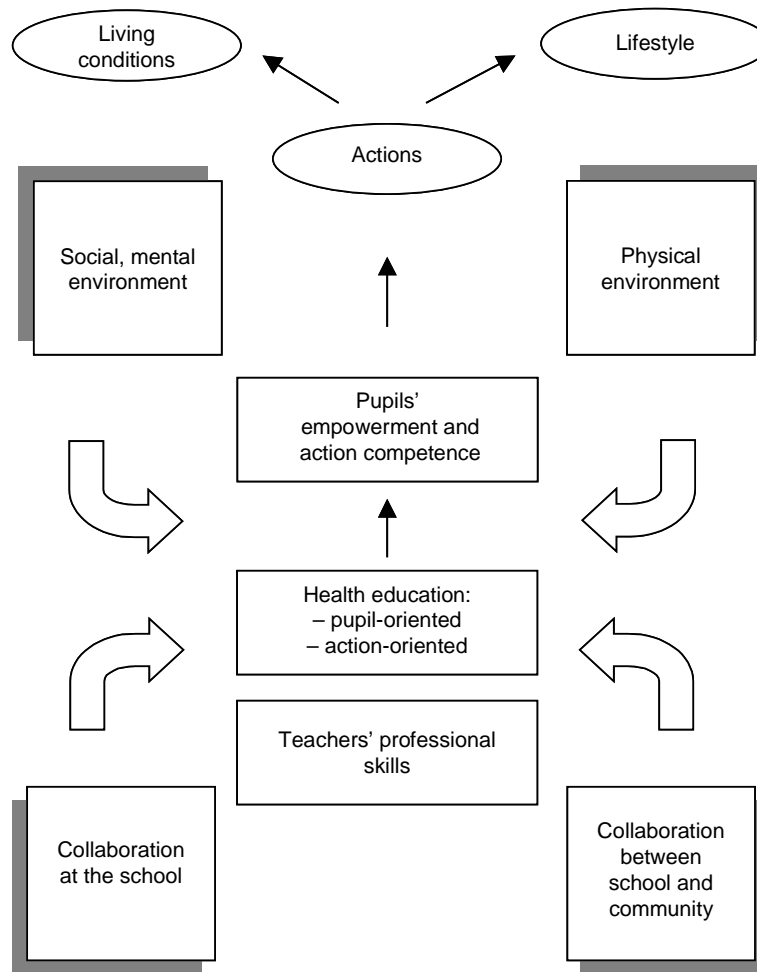 Living
conditions
Lifestyle
Actions
Social, mental
environment
Physical
environment
Pupils’
empowerment and
action competence
Health education:
– pupil-oriented
– action-oriented
Teachers’ professional
skills
Collaboration
at the school
Collaboration
between
school and
community